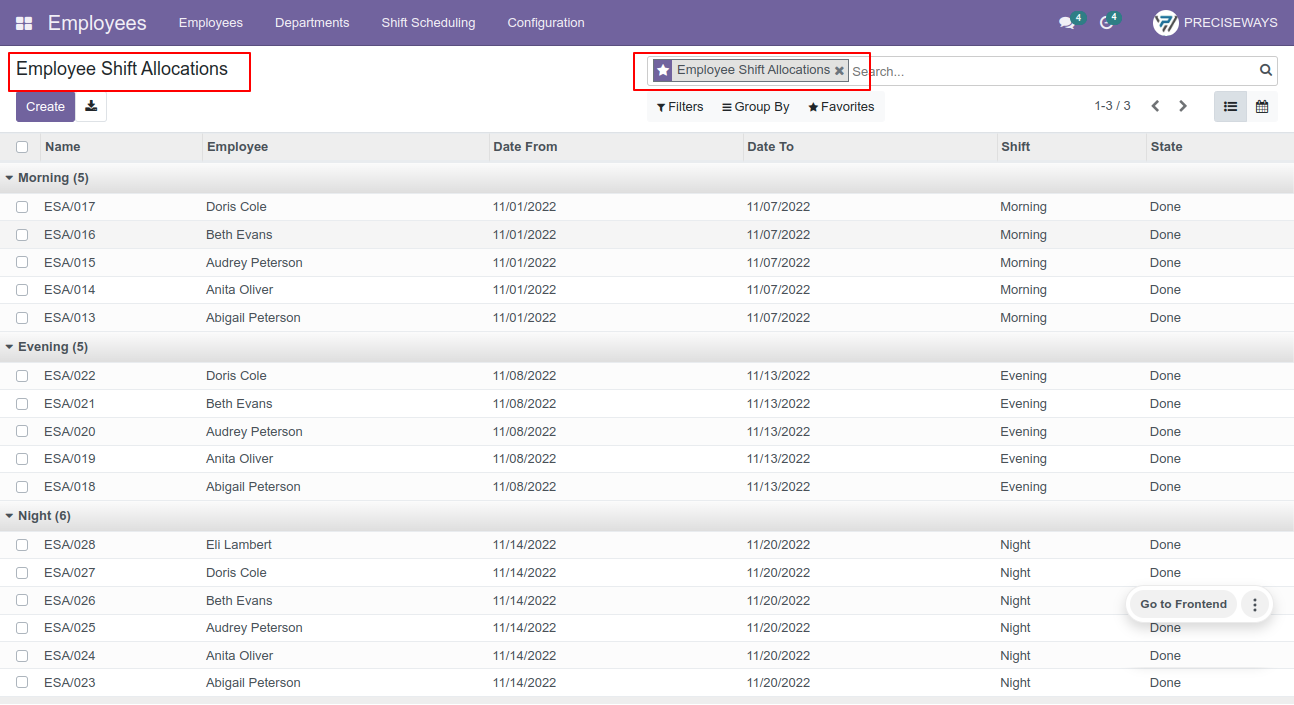 Employees Employees Departments Shift Scheduling Configuration 4 4 PRECISEWAYS
Employee Shift Allocations
Employee Shift Allocations Search...
Create
Filters Group By Favorites 1-3 / 3
Name Employee Date From Date To Shift State
Morning (5)
ESA/017 Doris Cole 11/01/2022 11/07/2022 Morning Done
ESA/016 Beth Evans 11/01/2022 11/07/2022 Morning Done
ESA/015 Audrey Peterson 11/01/2022 11/07/2022 Morning Done
ESA/014 Anita Oliver 11/01/2022 11/07/2022 Morning Done
ESA/013 Abigail Peterson 11/01/2022 11/07/2022 Morning Done
Evening (5)
ESA/022 Doris Cole 11/08/2022 11/13/2022 Evening Done
ESA/021 Beth Evans 11/08/2022 11/13/2022 Evening Done
ESA/020 Audrey Peterson 11/08/2022 11/13/2022 Evening Done
ESA/019 Anita Oliver 11/08/2022 11/13/2022 Evening Done
ESA/018 Abigail Peterson 11/08/2022 11/13/2022 Evening Done
Night (6)
ESA/028 Eli Lambert 11/14/2022 11/20/2022 Night Done
ESA/027 Doris Cole 11/14/2022 11/20/2022 Night Done
ESA/026 Beth Evans 11/14/2022 11/20/2022 Night
Go to Frontend
ESA/025 Audrey Peterson 11/14/2022 11/20/2022 Night Done
ESA/024 Anita Oliver 11/14/2022 11/20/2022 Night Done
ESA/023 Abigail Peterson 11/14/2022 11/20/2022 Night Done